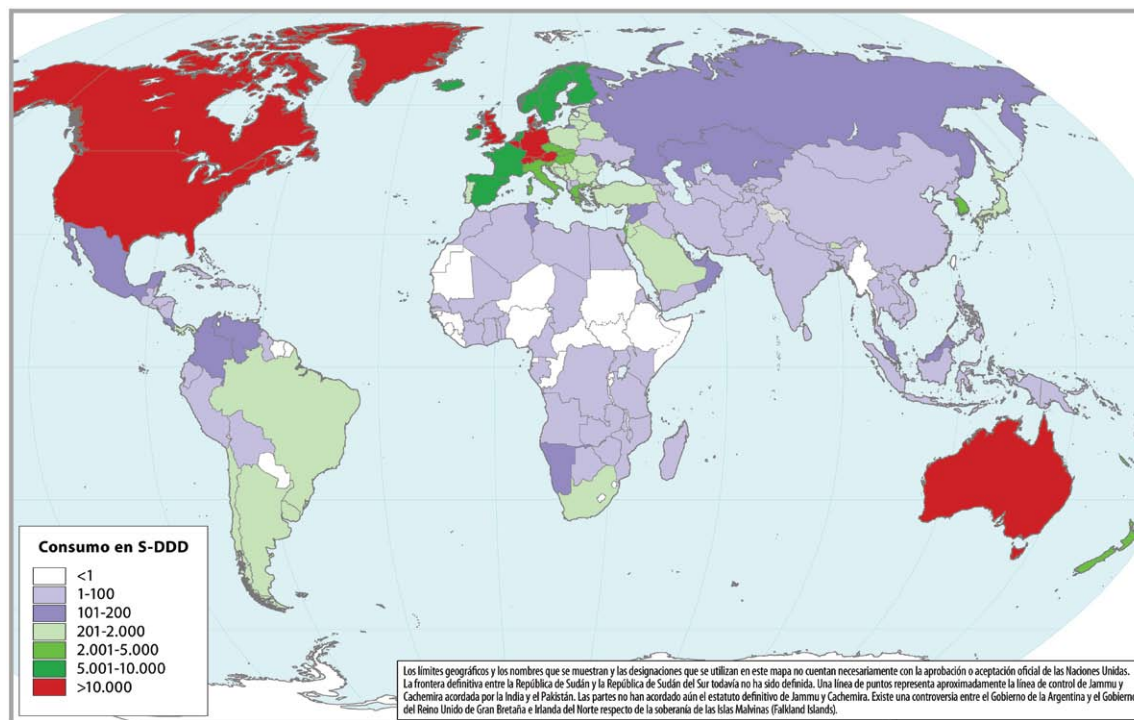 Consumo en S-DDD
<1
1-100
101-200
201-2.000
2.001-5.000
5.001-10.000
>10.000
Los límites geográficos y los nombres que se muestran y las designaciones que se utilizan en este mapa no cuentan necesariamente con la aprobación o aceptación oficial de las Naciones Unidas.
La frontera definitiva entre la República de Sudán y la República de Sudán del Sur todavía no ha sido definida. Una línea de puntos representa aproximadamente la línea de control de Jammu y
Cachemira acordada por la India y el Pakistán. Las partes no han acordado aún el estatuto definitivo de Jammu y Cachemira. Existe una controversia entre el Gobierno de la Argentina y el Gobierno
del Reino Unido de Gran Bretaña e Irlanda del Norte respecto de la soberanía de las Islas Malvinas (Falkland Islands).